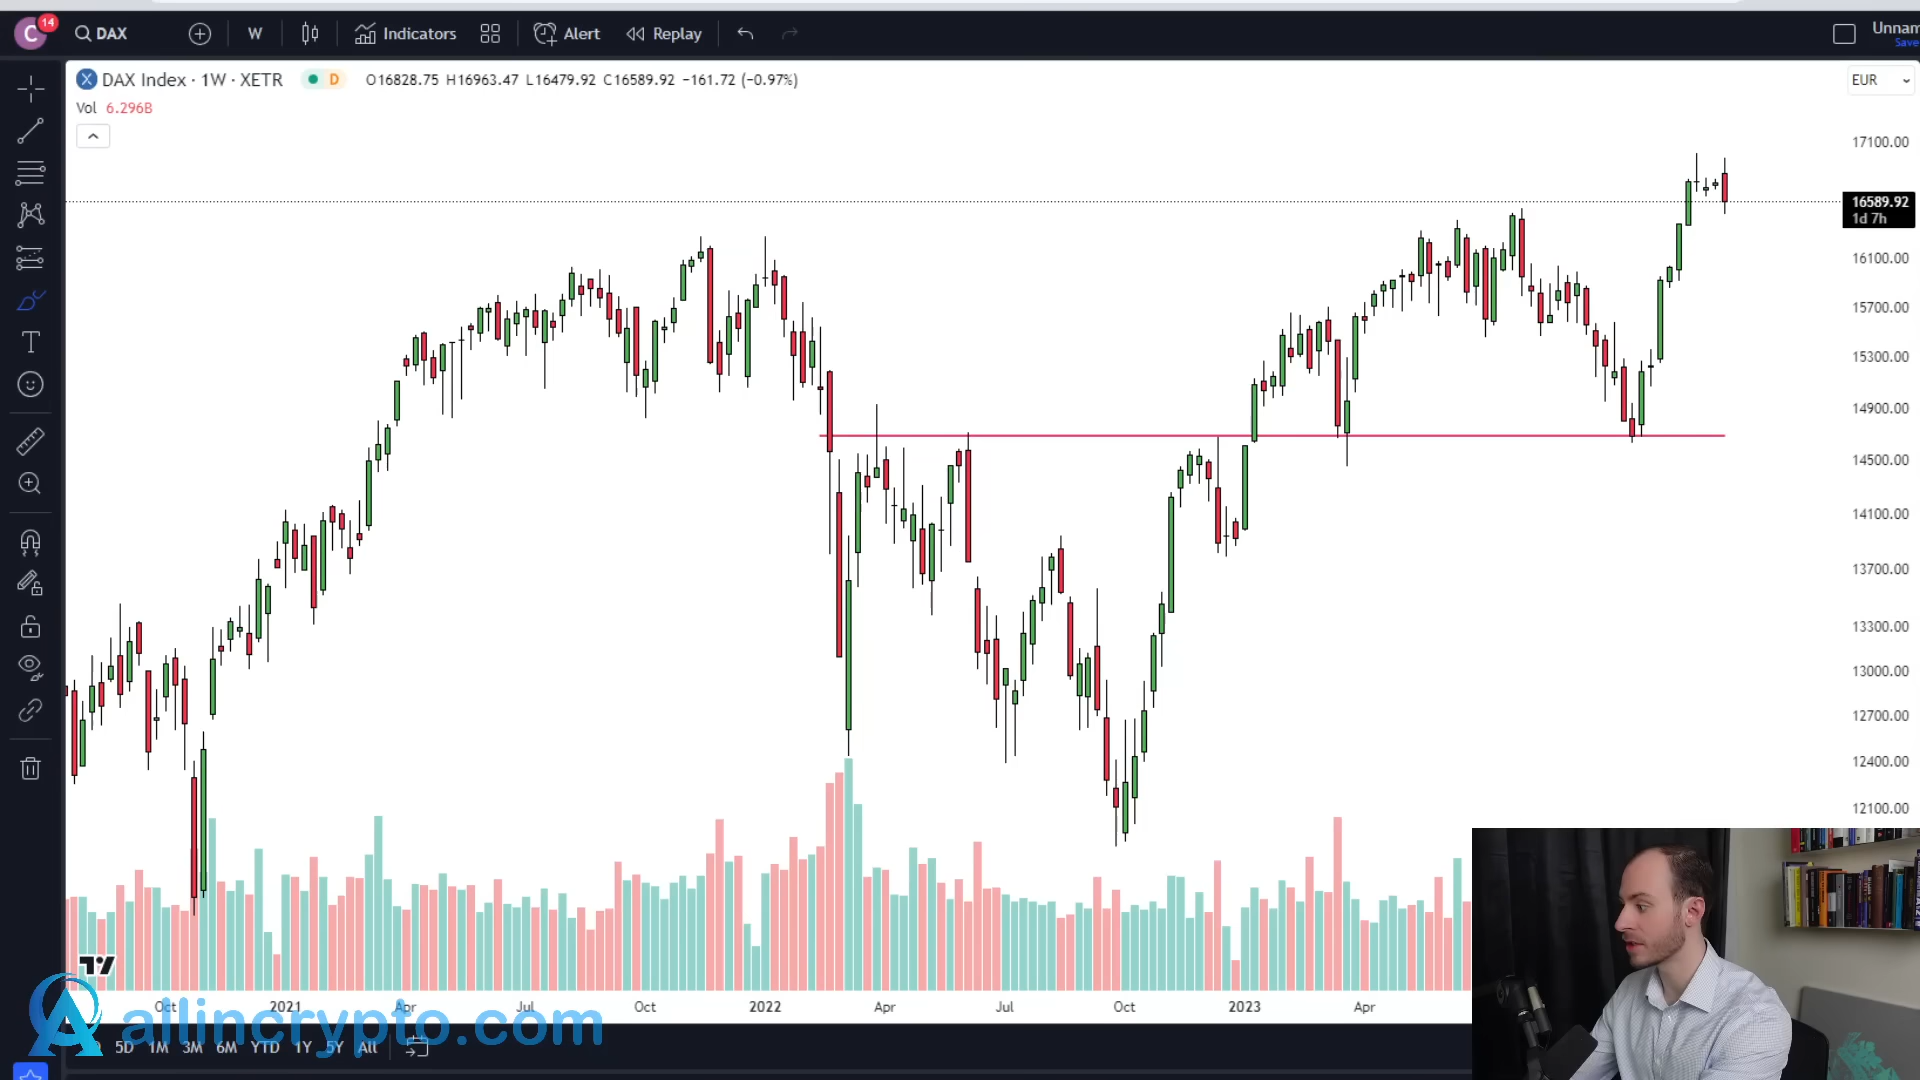 C 14 DAX W Indicators Alert Replay Unnam
Save
DAX Index · 1W · XETR D O16828.75 H16963.47 L16479.92 C16589.92 −161.72 (−0.97%) EUR
Vol 6.296B
17100.00
16589.92
1d 7h
16100.00
15700.00
15300.00
14900.00
14500.00
14100.00
13700.00
13300.00
13000.00
12700.00
12400.00
12100.00
Oct 2021 Apr Jul Oct 2022 Apr Jul Oct 2023 Apr
allincrypto.com
5D 1M 3M 6M YTD 1Y 5Y All